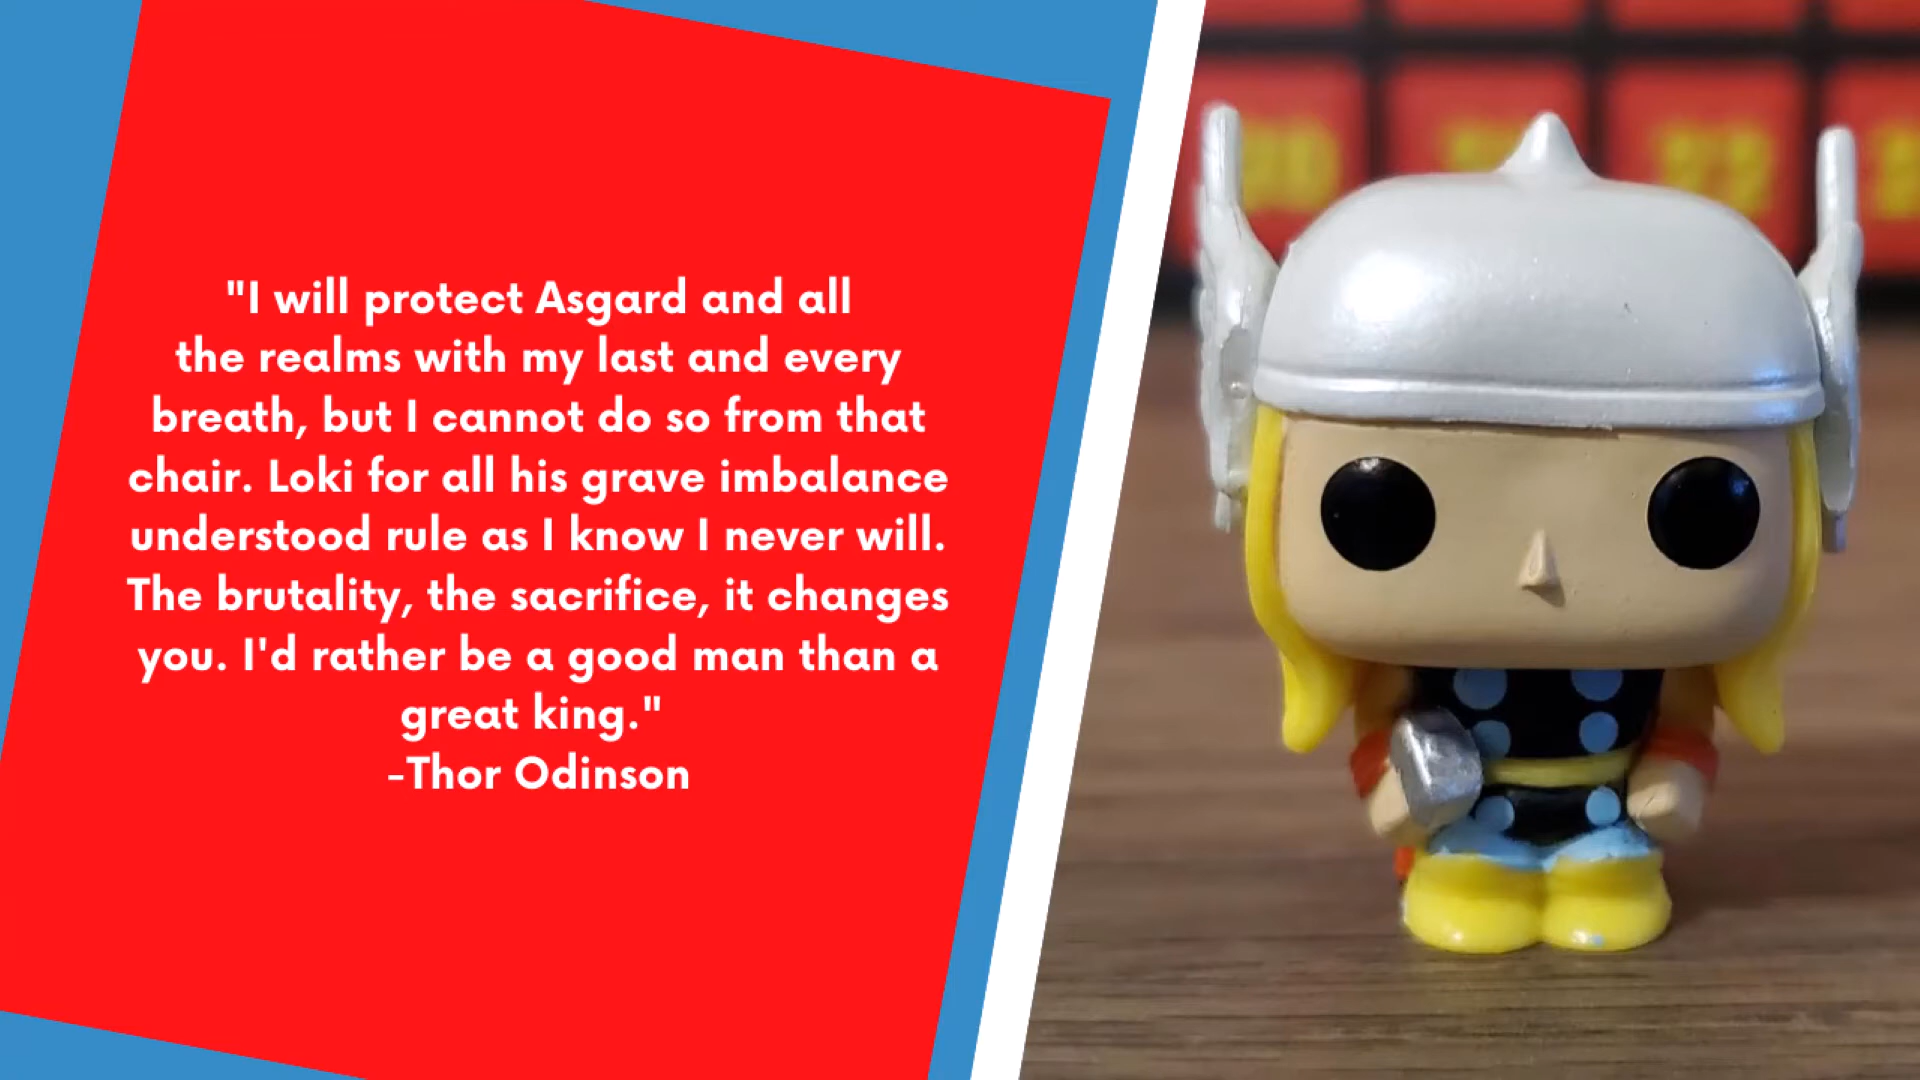 "I will protect Asgard and all
the realms with my last and every
breath, but I cannot do so from that
chair. Loki for all his grave imbalance
understood rule as I know I never will.
The brutality, the sacrifice, it changes
you. I'd rather be a good man than a
great king."
-Thor Odinson
22